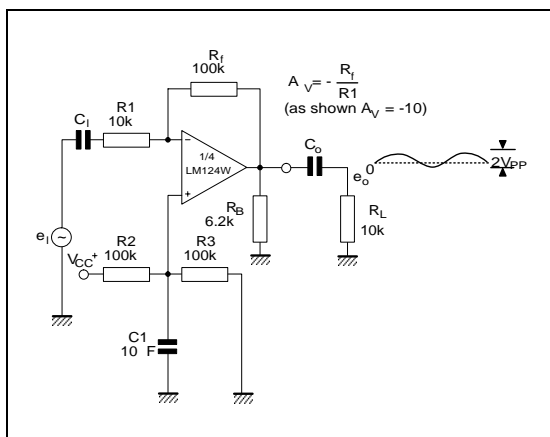 Rf
100k
AV = - Rf
R1
(as shown AV = -10)
CI
R1
10k
1/4
LM124W
Co
0
eo
2VPP
RB
6.2k
RL
10k
eI
VCC+
R2
100k
R3
100k
C1
10 F